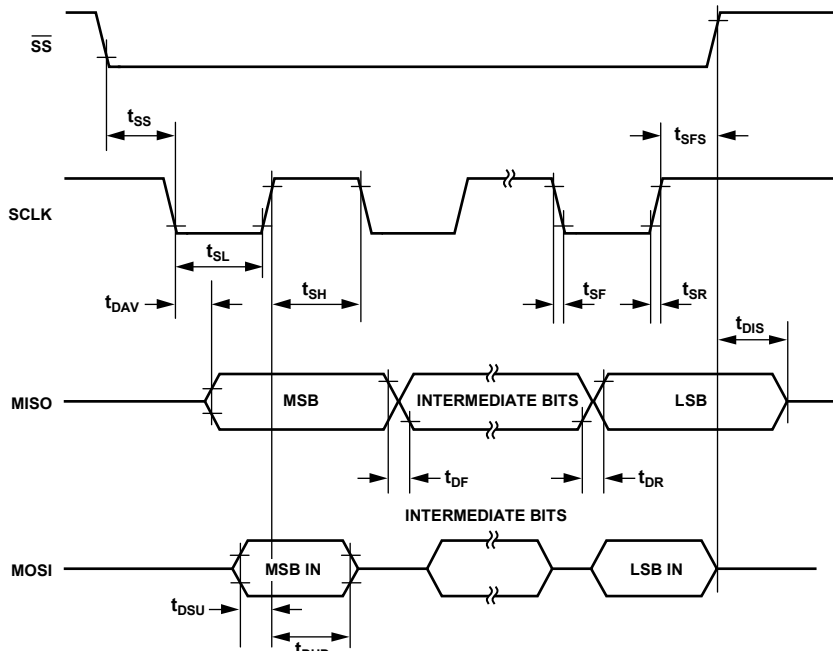 SS
tSS
tSFS
SCLK
tSL
tSH
tSF
tSR
tDAV
tDIS
MISO
MSB
INTERMEDIATE BITS
LSB
tDF
tDR
INTERMEDIATE BITS
MOSI
MSB IN
LSB IN
tDSU